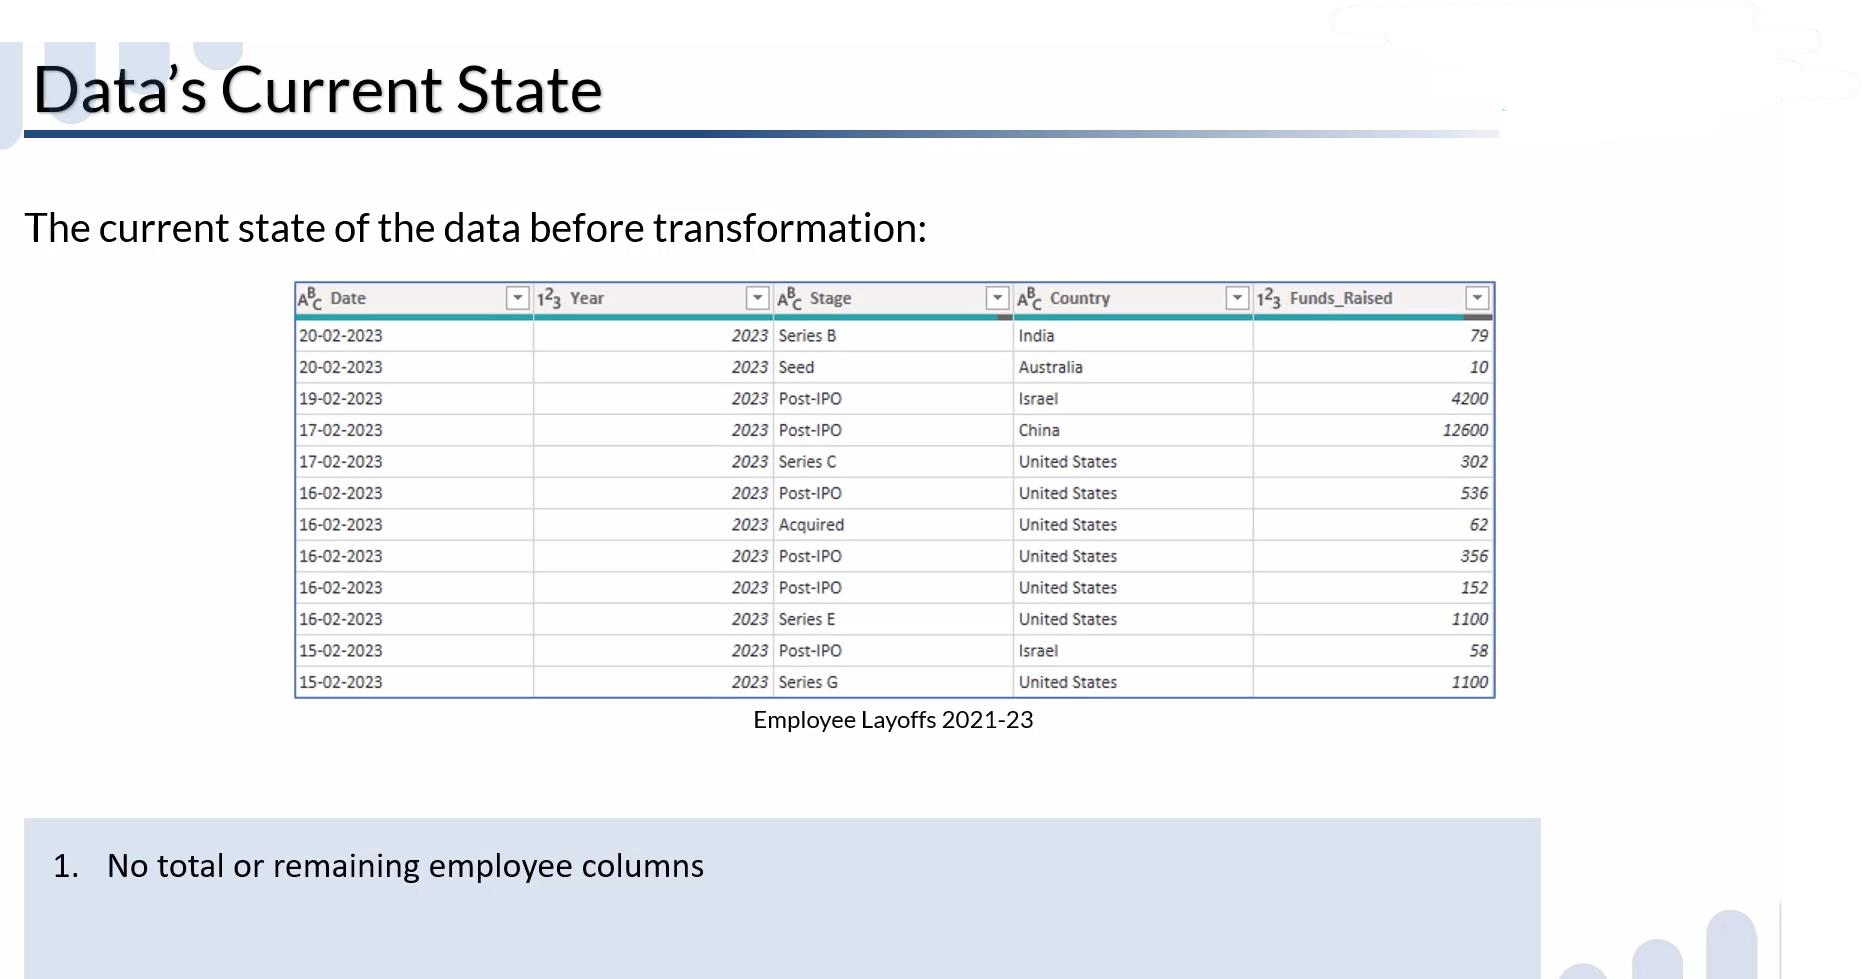 Data’s Current State
The current state of the data before transformation:
ABC Date 123 Year ABC Stage ABC Country 123 Funds_Raised
20-02-2023 2023 Series B India 79
20-02-2023 2023 Seed Australia 10
19-02-2023 2023 Post-IPO Israel 4200
17-02-2023 2023 Post-IPO China 12600
17-02-2023 2023 Series C United States 302
16-02-2023 2023 Post-IPO United States 536
16-02-2023 2023 Acquired United States 62
16-02-2023 2023 Post-IPO United States 356
16-02-2023 2023 Post-IPO United States 152
16-02-2023 2023 Series E United States 1100
15-02-2023 2023 Post-IPO Israel 58
15-02-2023 2023 Series G United States 1100
Employee Layoffs 2021-23
1. No total or remaining employee columns